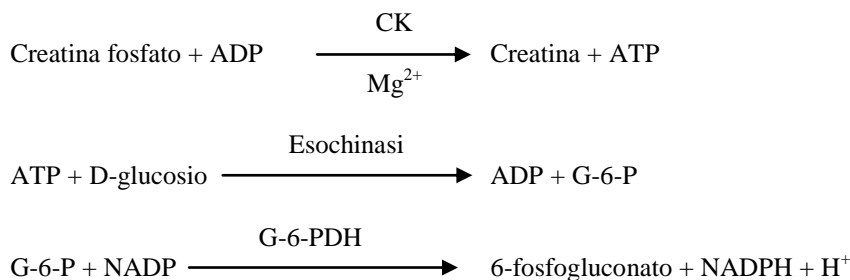 CK
Creatina fosfato + ADP Creatina + ATP
Mg²⁺
Esochinasi
ATP + D-glucosio ADP + G-6-P
G-6-PDH
G-6-P + NADP 6-fosfogluconato + NADPH + H⁺